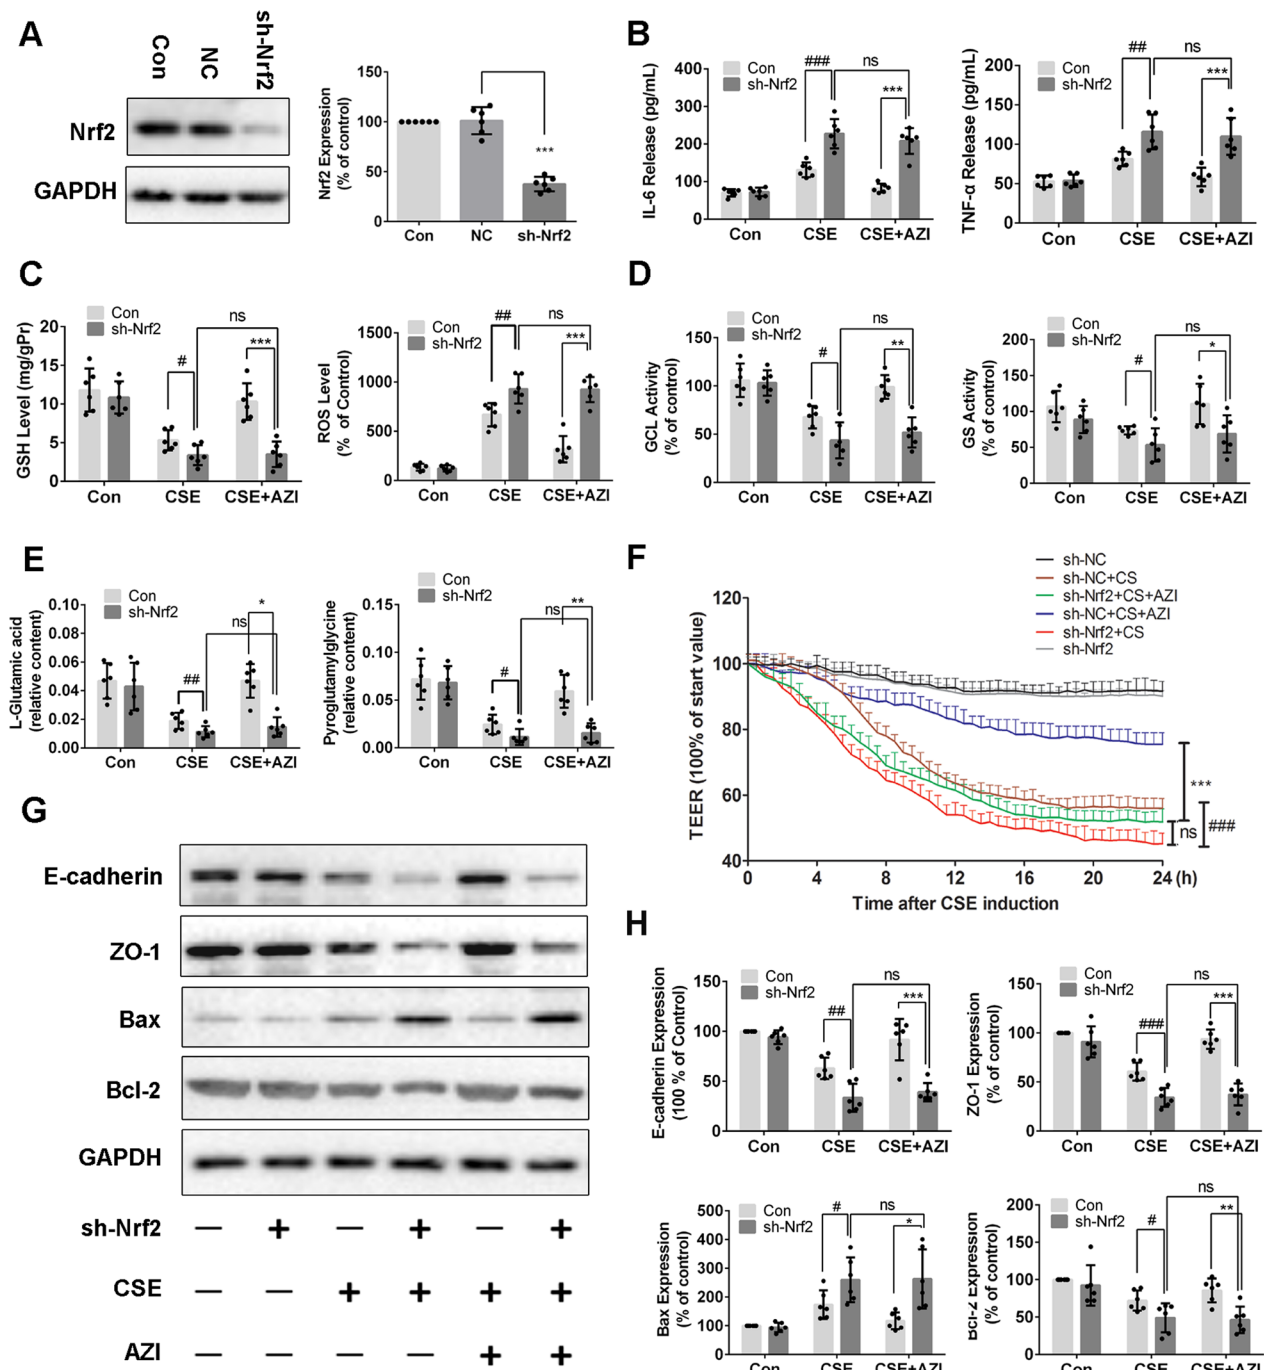 A
Con
NC
sh-Nrf2
Nrf2
GAPDH
Nrf2 Expression
(% of control)
150
100
50
0
***
Con NC sh-Nrf2
B
IL-6 Release (pg/mL)
400
300
200
100
0
Con
sh-Nrf2
###
ns
***
Con CSE CSE+AZI
TNF-α Release (pg/mL)
200
150
100
50
0
Con
sh-Nrf2
##
ns
***
Con CSE CSE+AZI
C
GSH Level (mg/gPr)
20
15
10
5
0
Con
sh-Nrf2
#
ns
***
Con CSE CSE+AZI
ROS Level
(% of Control)
1500
1000
500
0
Con
sh-Nrf2
##
ns
***
Con CSE CSE+AZI
D
GCL Activity
(% of control)
150
100
50
0
Con
sh-Nrf2
#
ns
**
Con CSE CSE+AZI
GS Activity
(% of control)
200
150
100
50
0
Con
sh-Nrf2
#
ns
*
Con CSE CSE+AZI
E
L-Glutamic acid
(relative content)
0.10
0.08
0.06
0.04
0.02
0.00
Con
sh-Nrf2
##
ns
*
Con CSE CSE+AZI
Pyroglutamylglycine
(relative content)
0.15
0.10
0.05
0.00
Con
sh-Nrf2
#
ns
**
Con CSE CSE+AZI
F
sh-NC
sh-NC+CS
sh-Nrf2+CS+AZI
sh-NC+CS+AZI
sh-Nrf2+CS
sh-Nrf2
TEER (100% of start value)
120
100
80
60
40
***
ns
###
0 4 8 12 16 20 24 (h)
Time after CSE induction
G
E-cadherin
ZO-1
Bax
Bcl-2
GAPDH
sh-Nrf2 — + — + — +
CSE — — + + + +
AZI — — — — + +
H
E-cadherin Expression
(100 % of Control)
150
100
50
0
Con
sh-Nrf2
##
ns
***
Con CSE CSE+AZI
ZO-1 Expression
(% of control)
150
100
50
0
Con
sh-Nrf2
###
ns
***
Con CSE CSE+AZI
Bax Expression
(% of control)
500
400
300
200
100
0
Con
sh-Nrf2
#
ns
*
Con CSE CSE+AZI
Bcl-2 Expression
(% of control)
200
150
100
50
0
Con
sh-Nrf2
#
ns
**
Con CSE CSE+AZI